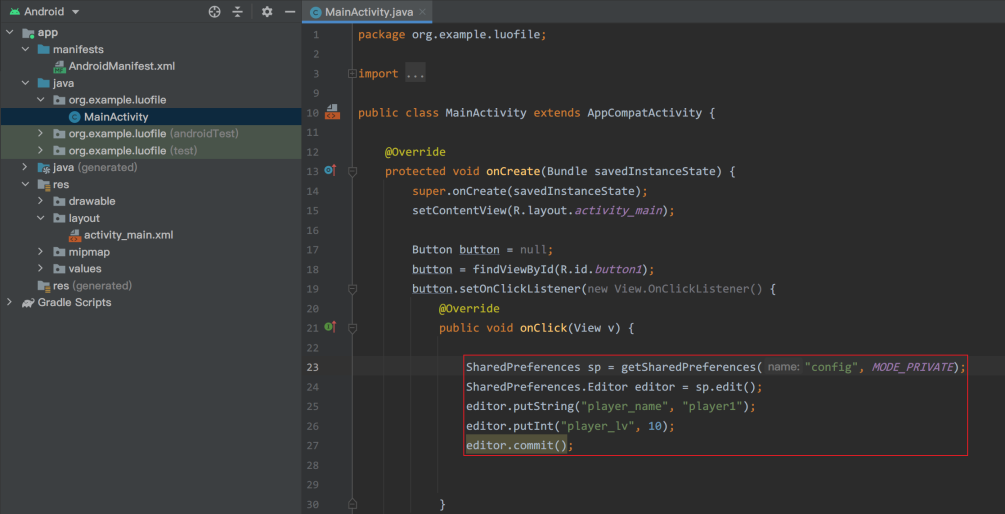 Android
app
manifests
AndroidManifest.xml
java
org.example.luofile
MainActivity
org.example.luofile (androidTest)
org.example.luofile (test)
java (generated)
res
drawable
layout
activity_main.xml
mipmap
values
res (generated)
Gradle Scripts
MainActivity.java
1 package org.example.luofile;
2
3 import ...
9
10 public class MainActivity extends AppCompatActivity {
11
12 @Override
13 protected void onCreate(Bundle savedInstanceState) {
14 super.onCreate(savedInstanceState);
15 setContentView(R.layout.activity_main);
16
17 Button button = null;
18 button = findViewById(R.id.button1);
19 button.setOnClickListener(new View.OnClickListener() {
20 @Override
21 public void onClick(View v) {
22
23 SharedPreferences sp = getSharedPreferences( name: "config", MODE_PRIVATE);
24 SharedPreferences.Editor editor = sp.edit();
25 editor.putString("player_name", "player1");
26 editor.putInt("player_lv", 10);
27 editor.commit();
28
29
30 }